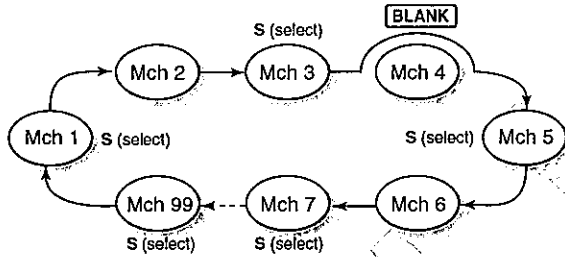 BLANK
S (select)
Mch 2
Mch 3
Mch 4
Mch 1
S (select)
S (select)
Mch 5
Mch 99
Mch 7
Mch 6
S (select)
S (select)